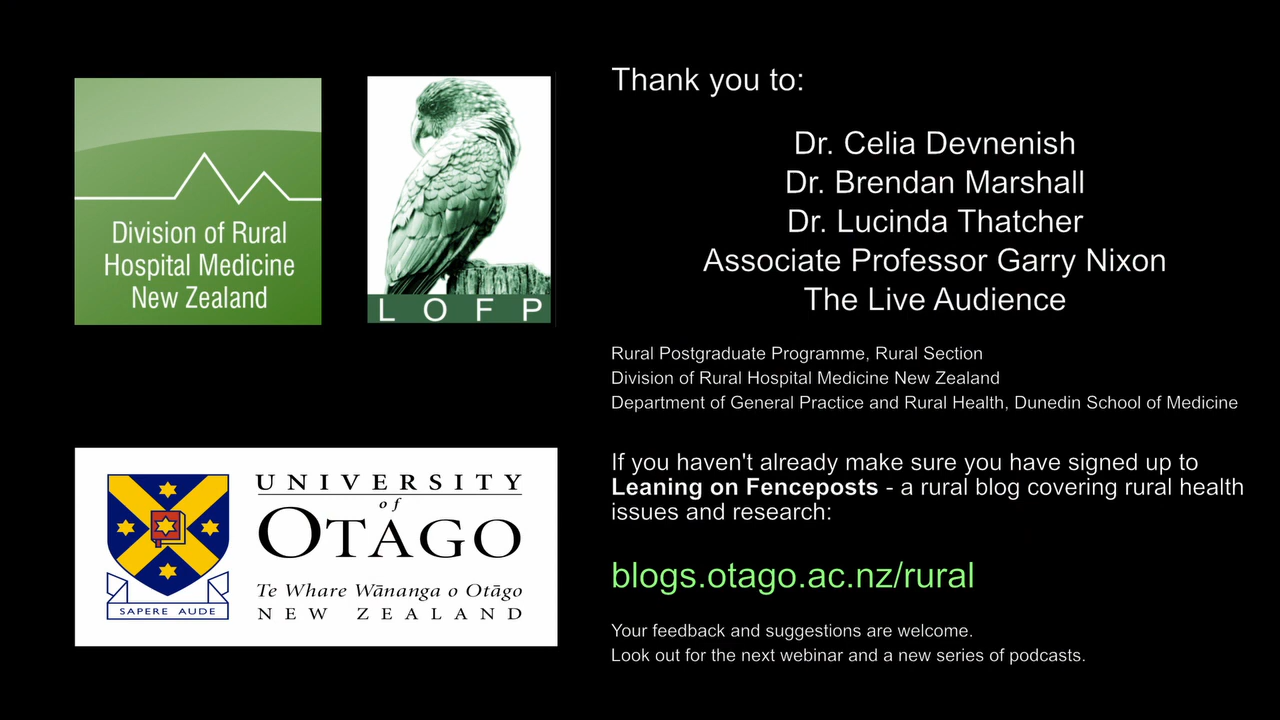 Division of Rural
Hospital Medicine
New Zealand
LOFP
UNIVERSITY
of
OTAGO
Te Whare Wānanga o Otāgo
NEW ZEALAND
SAPERE AUDE
Thank you to:
Dr. Celia Devnenish
Dr. Brendan Marshall
Dr. Lucinda Thatcher
Associate Professor Garry Nixon
The Live Audience
Rural Postgraduate Programme, Rural Section
Division of Rural Hospital Medicine New Zealand
Department of General Practice and Rural Health, Dunedin School of Medicine
If you haven't already make sure you have signed up to
Leaning on Fenceposts - a rural blog covering rural health
issues and research:
blogs.otago.ac.nz/rural
Your feedback and suggestions are welcome.
Look out for the next webinar and a new series of podcasts.